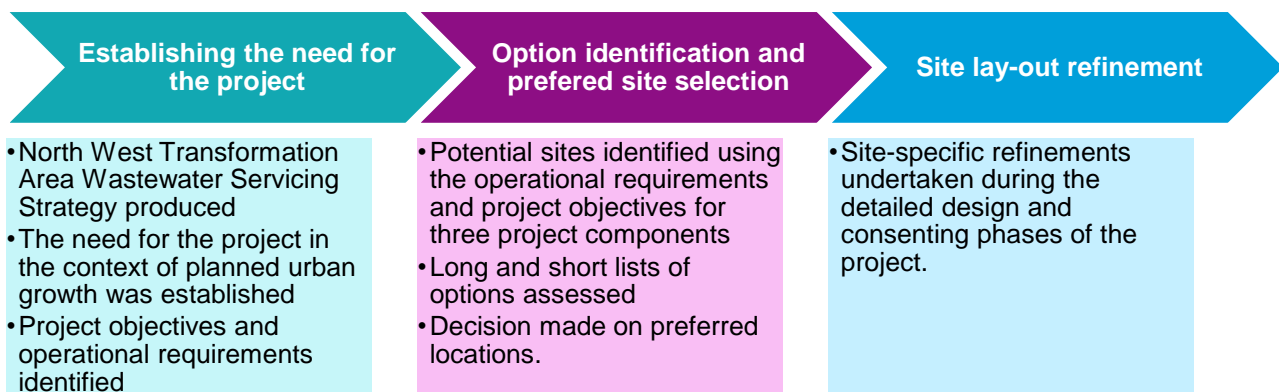 Establishing the need for
the project
•North West Transformation
Area Wastewater Servicing
Strategy produced
•The need for the project in
the context of planned urban
growth was established
•Project objectives and
operational requirements
identified
Option identification and
prefered site selection
•Potential sites identified using
the operational requirements
and project objectives for
three project components
•Long and short lists of
options assessed
•Decision made on preferred
locations.
Site lay-out refinement
•Site-specific refinements
undertaken during the
detailed design and
consenting phases of the
project.